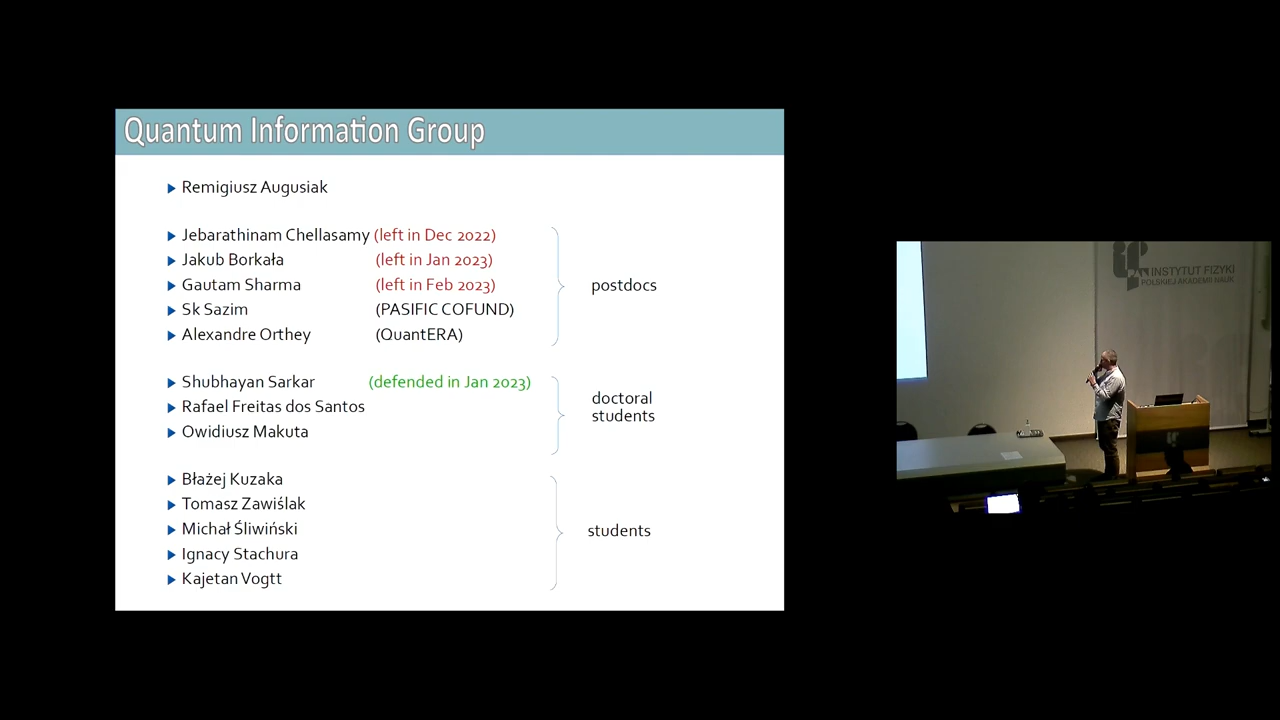 Quantum Information Group
Remigiusz Augusiak
Jebarathinam Chellasamy (left in Dec 2022)
Jakub Borkała (left in Jan 2023)
Gautam Sharma (left in Feb 2023)
Sk Sazim (PASIFIC COFUND)
Alexandre Orthey (QuantERA)
postdocs
Shubhayan Sarkar (defended in Jan 2023)
Rafael Freitas dos Santos
Owidiusz Makuta
doctoral
students
Błażej Kuzaka
Tomasz Zawiślak
Michał Śliwiński
Ignacy Stachura
Kajetan Vogtt
students
INSTYTUT FIZYKI
POLSKIEJ AKADEMII NAUK